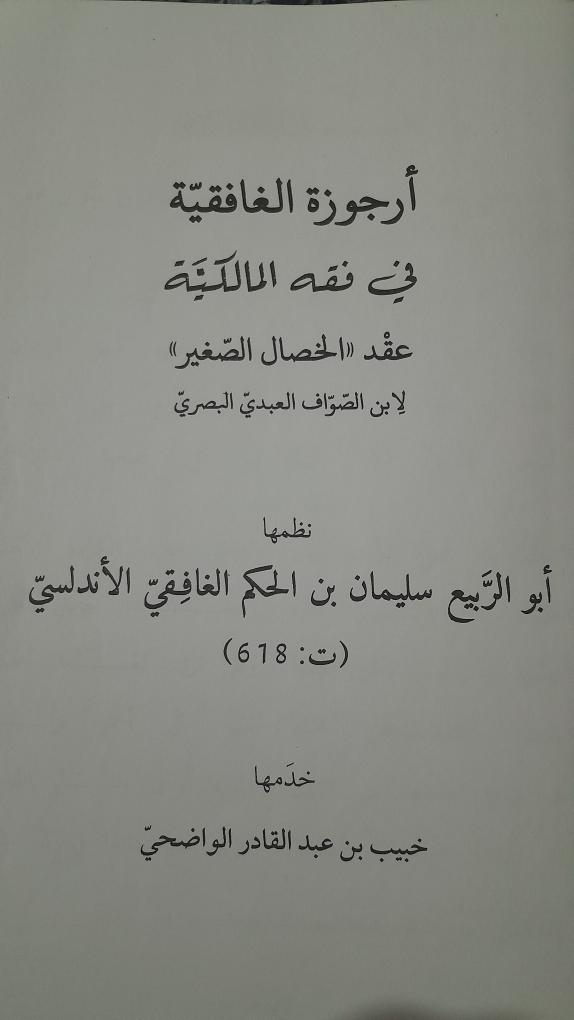 أرجوزة الغافقيّة
في فقه المالكيَّة
عقْد «الخصال الصّغير»
لِابن الصّوّاف العبديّ البصريّ
نظمها
أبو الرَّبيع سليمان بن الحكم الغافِقيّ الأندلسيّ
(ت: 618)
خدَمها
خبيب بن عبد القادر الواضحيّ